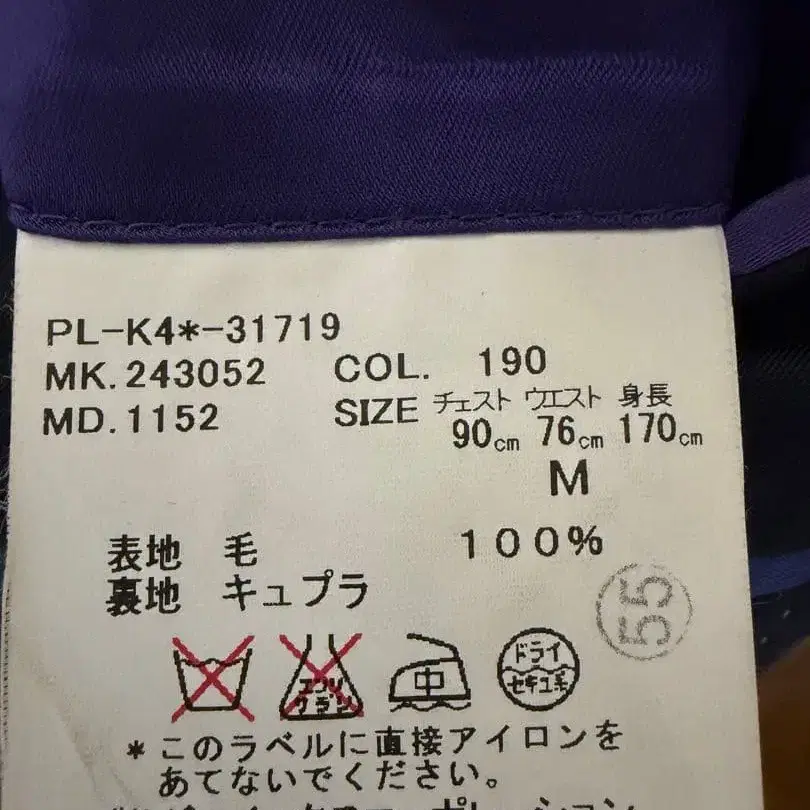 PL-K4*-31719
MK.243052 COL. 190
MD.1152 SIZE チェスト ウエスト 身長
90cm 76cm 170cm
M
表地 毛 100%
裏地 キュプラ
55
エンソ サラシ 中 ドライ セキユ系
*このラベルに直接アイロンを
あてないでください。